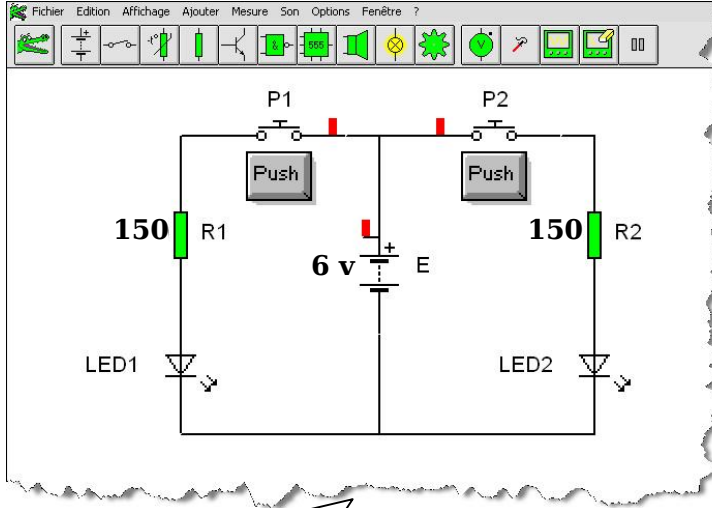 Fichier Edition Affichage Ajouter Mesure Son Options Fenêtre ?
& 555 V
P1 P2
Push Push
150 R1 150 R2
+
6 v E
LED1 LED2